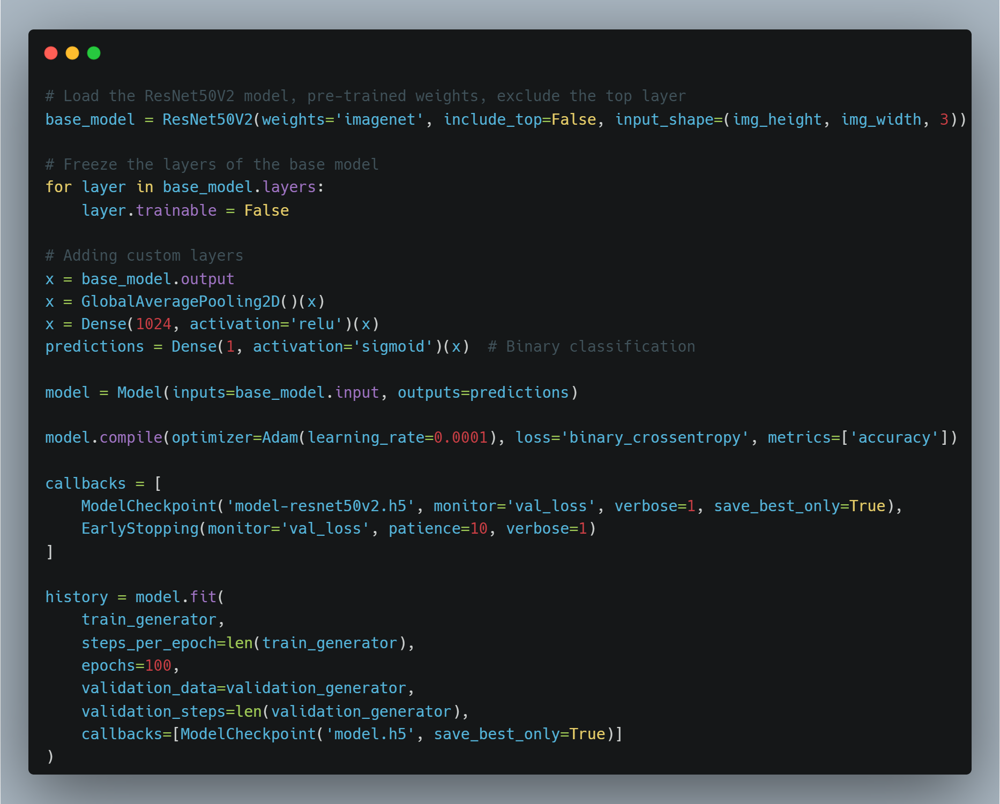 # Load the ResNet50V2 model, pre-trained weights, exclude the top layer
base_model = ResNet50V2(weights='imagenet', include_top=False, input_shape=(img_height, img_width, 3))

# Freeze the layers of the base model
for layer in base_model.layers:
    layer.trainable = False

# Adding custom layers
x = base_model.output
x = GlobalAveragePooling2D()(x)
x = Dense(1024, activation='relu')(x)
predictions = Dense(1, activation='sigmoid')(x)  # Binary classification

model = Model(inputs=base_model.input, outputs=predictions)

model.compile(optimizer=Adam(learning_rate=0.0001), loss='binary_crossentropy', metrics=['accuracy'])

callbacks = [
    ModelCheckpoint('model-resnet50v2.h5', monitor='val_loss', verbose=1, save_best_only=True),
    EarlyStopping(monitor='val_loss', patience=10, verbose=1)
]

history = model.fit(
    train_generator,
    steps_per_epoch=len(train_generator),
    epochs=100,
    validation_data=validation_generator,
    validation_steps=len(validation_generator),
    callbacks=[ModelCheckpoint('model.h5', save_best_only=True)]
)